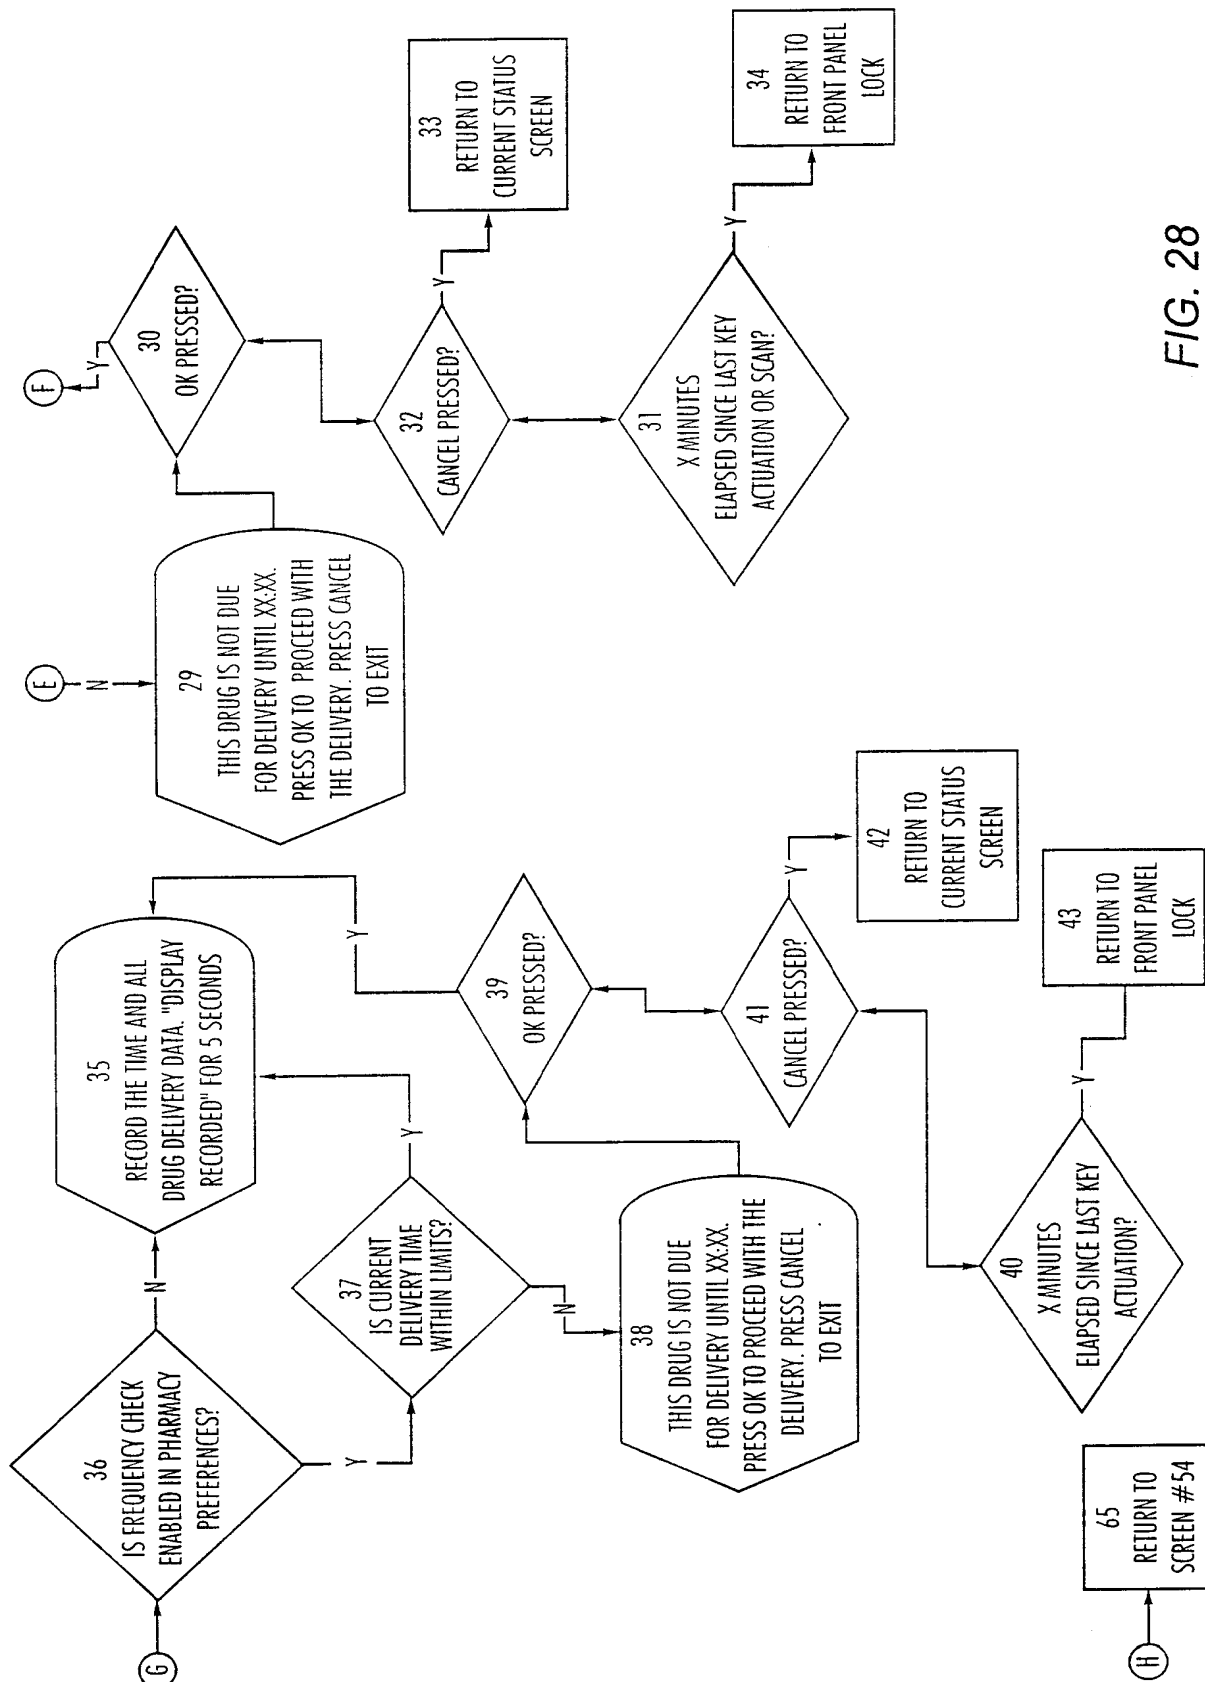 G
36
IS FREQUENCY CHECK
ENABLED IN PHARMACY
PREFERENCES?
N
Y
35
RECORD THE TIME AND ALL
DRUG DELIVERY DATA. "DISPLAY
RECORDED" FOR 5 SECONDS
37
IS CURRENT
DELIVERY TIME
WITHIN LIMITS?
Y
N
38
THIS DRUG IS NOT DUE
FOR DELIVERY UNTIL XX:XX.
PRESS OK TO PROCEED WITH THE
DELIVERY. PRESS CANCEL
TO EXIT
39
OK PRESSED?
Y
41
CANCEL PRESSED?
Y
42
RETURN TO
CURRENT STATUS
SCREEN
40
X MINUTES
ELAPSED SINCE LAST KEY
ACTUATION?
Y
43
RETURN TO
FRONT PANEL
LOCK
H
65
RETURN TO
SCREEN #54
E
N
29
THIS DRUG IS NOT DUE
FOR DELIVERY UNTIL XX:XX.
PRESS OK TO PROCEED WITH
THE DELIVERY. PRESS CANCEL
TO EXIT
F
Y
30
OK PRESSED?
32
CANCEL PRESSED?
Y
33
RETURN TO
CURRENT STATUS
SCREEN
31
X MINUTES
ELAPSED SINCE LAST KEY
ACTUATION OR SCAN?
Y
34
RETURN TO
FRONT PANEL
LOCK
FIG. 28